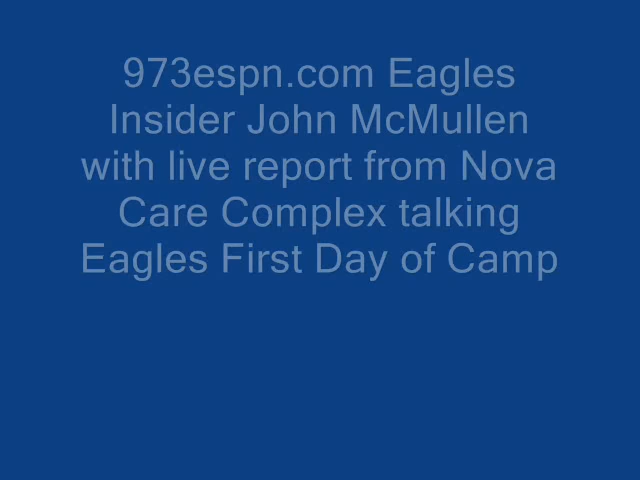 973espn.com Eagles
Insider John McMullen
with live report from Nova
Care Complex talking
Eagles First Day of Camp